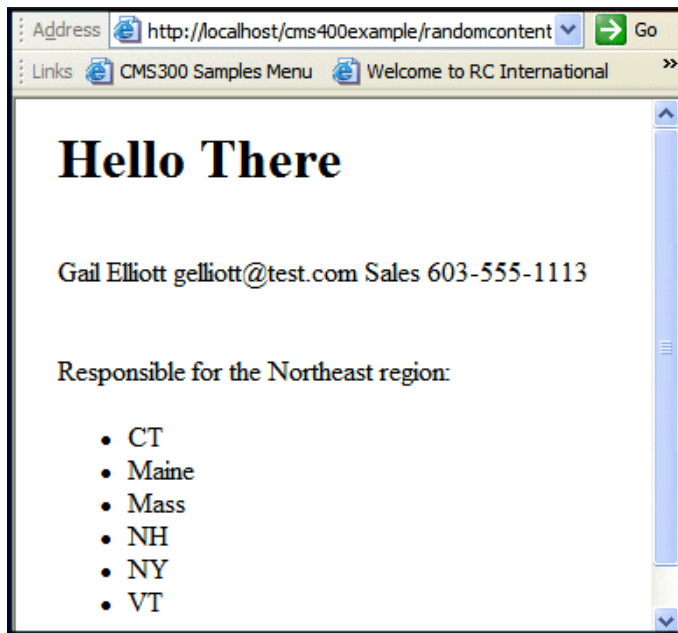 Address http://localhost/cms400example/randomcontent Go
Links CMS300 Samples Menu Welcome to RC International »
Hello There
Gail Elliott gelliott@test.com Sales 603-555-1113
Responsible for the Northeast region:
• CT
• Maine
• Mass
• NH
• NY
• VT